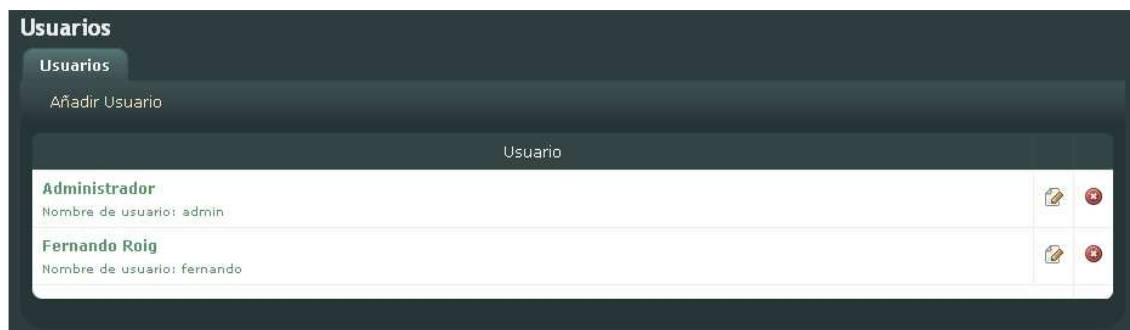 Usuarios
Usuarios
Añadir Usuario
Usuario
Administrador
Nombre de usuario: admin
Fernando Roig
Nombre de usuario: fernando